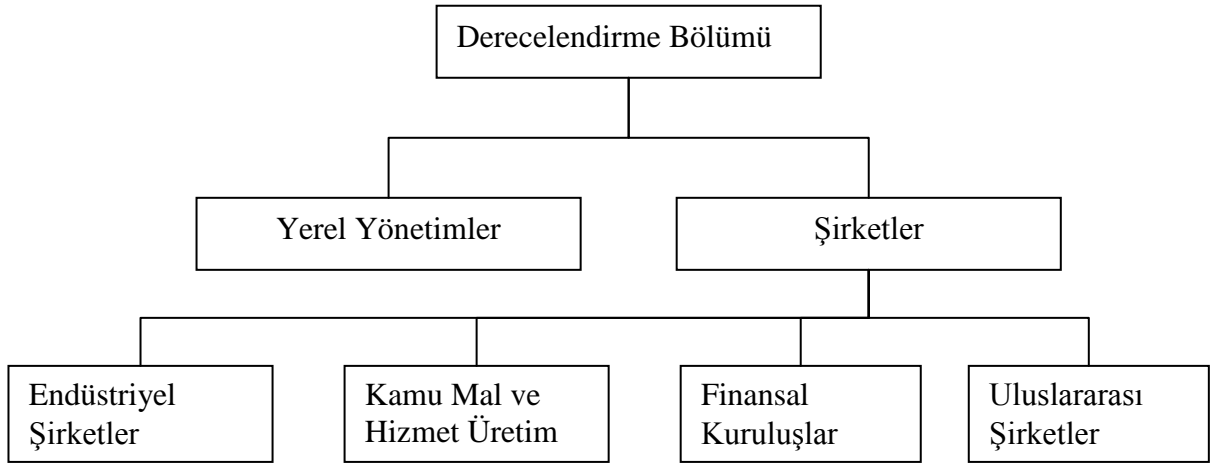 Derecelendirme Bölümü
Yerel Yönetimler
Şirketler
Endüstriyel
Şirketler
Kamu Mal ve
Hizmet Üretim
Finansal
Kuruluşlar
Uluslararası
Şirketler